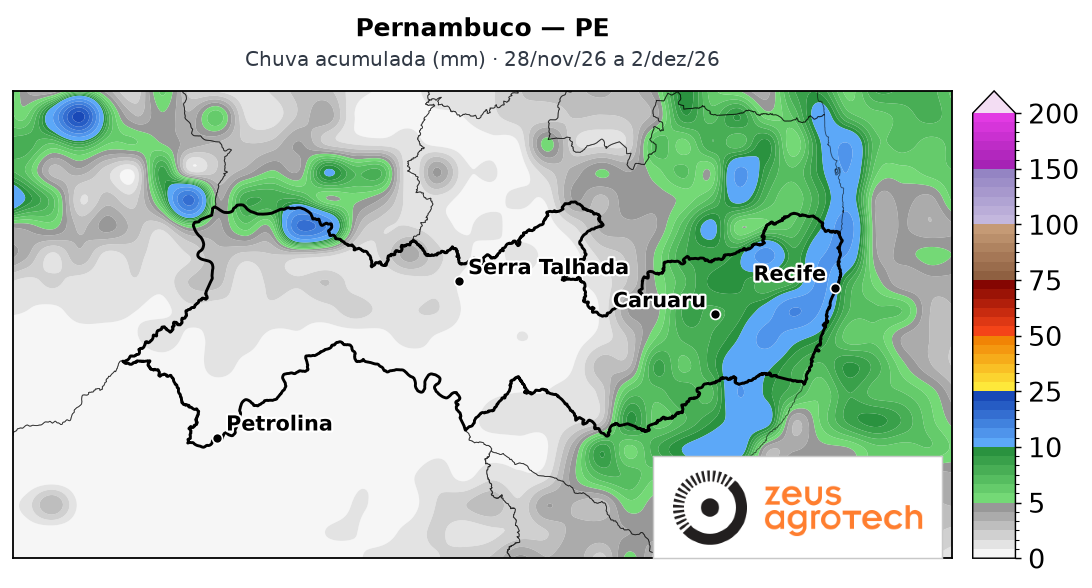 Pernambuco — PE
Chuva acumulada (mm) · 28/nov/26 a 2/dez/26
200
150
100
75
50
25
10
5
0
Serra Talhada
Recife
Caruaru
Petrolina
zeus
agrotech